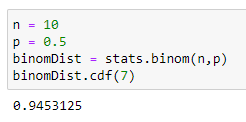 n = 10
p = 0.5
binomDist = stats.binom(n,p)
binomDist.cdf(7)
0.9453125